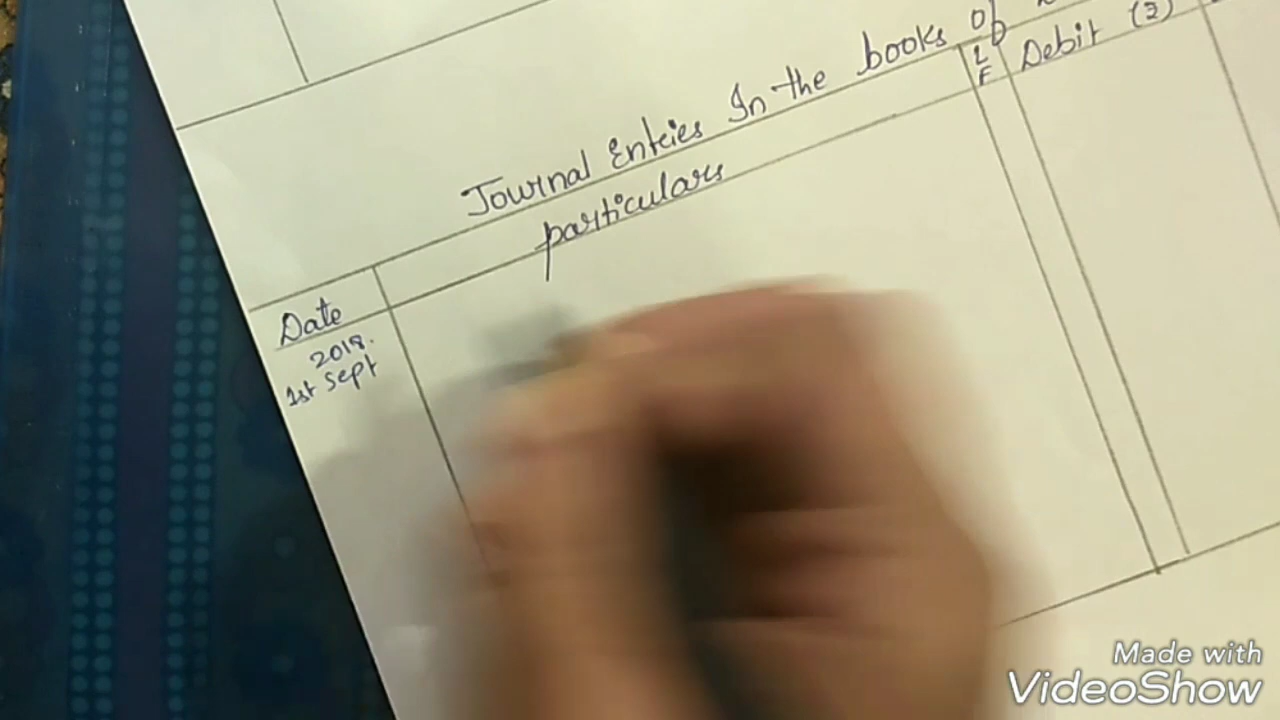 Journal Entries In the books of
Date
particulars
L
F
Debit (₹)
2018.
1st Sept
Made with
VideoShow